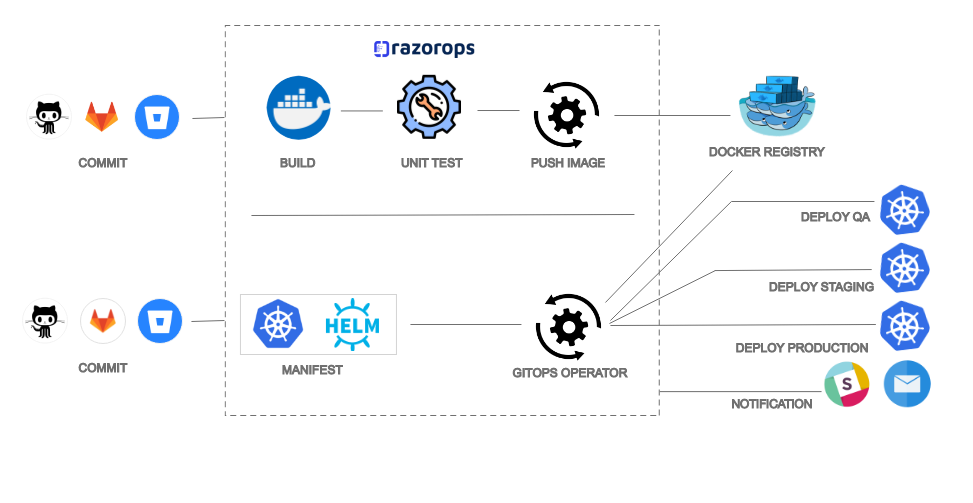 razorops
COMMIT
BUILD
UNIT TEST
PUSH IMAGE
DOCKER REGISTRY
DEPLOY QA
DEPLOY STAGING
HELM
COMMIT
MANIFEST
GITOPS OPERATOR
DEPLOY PRODUCTION
S
NOTIFICATION